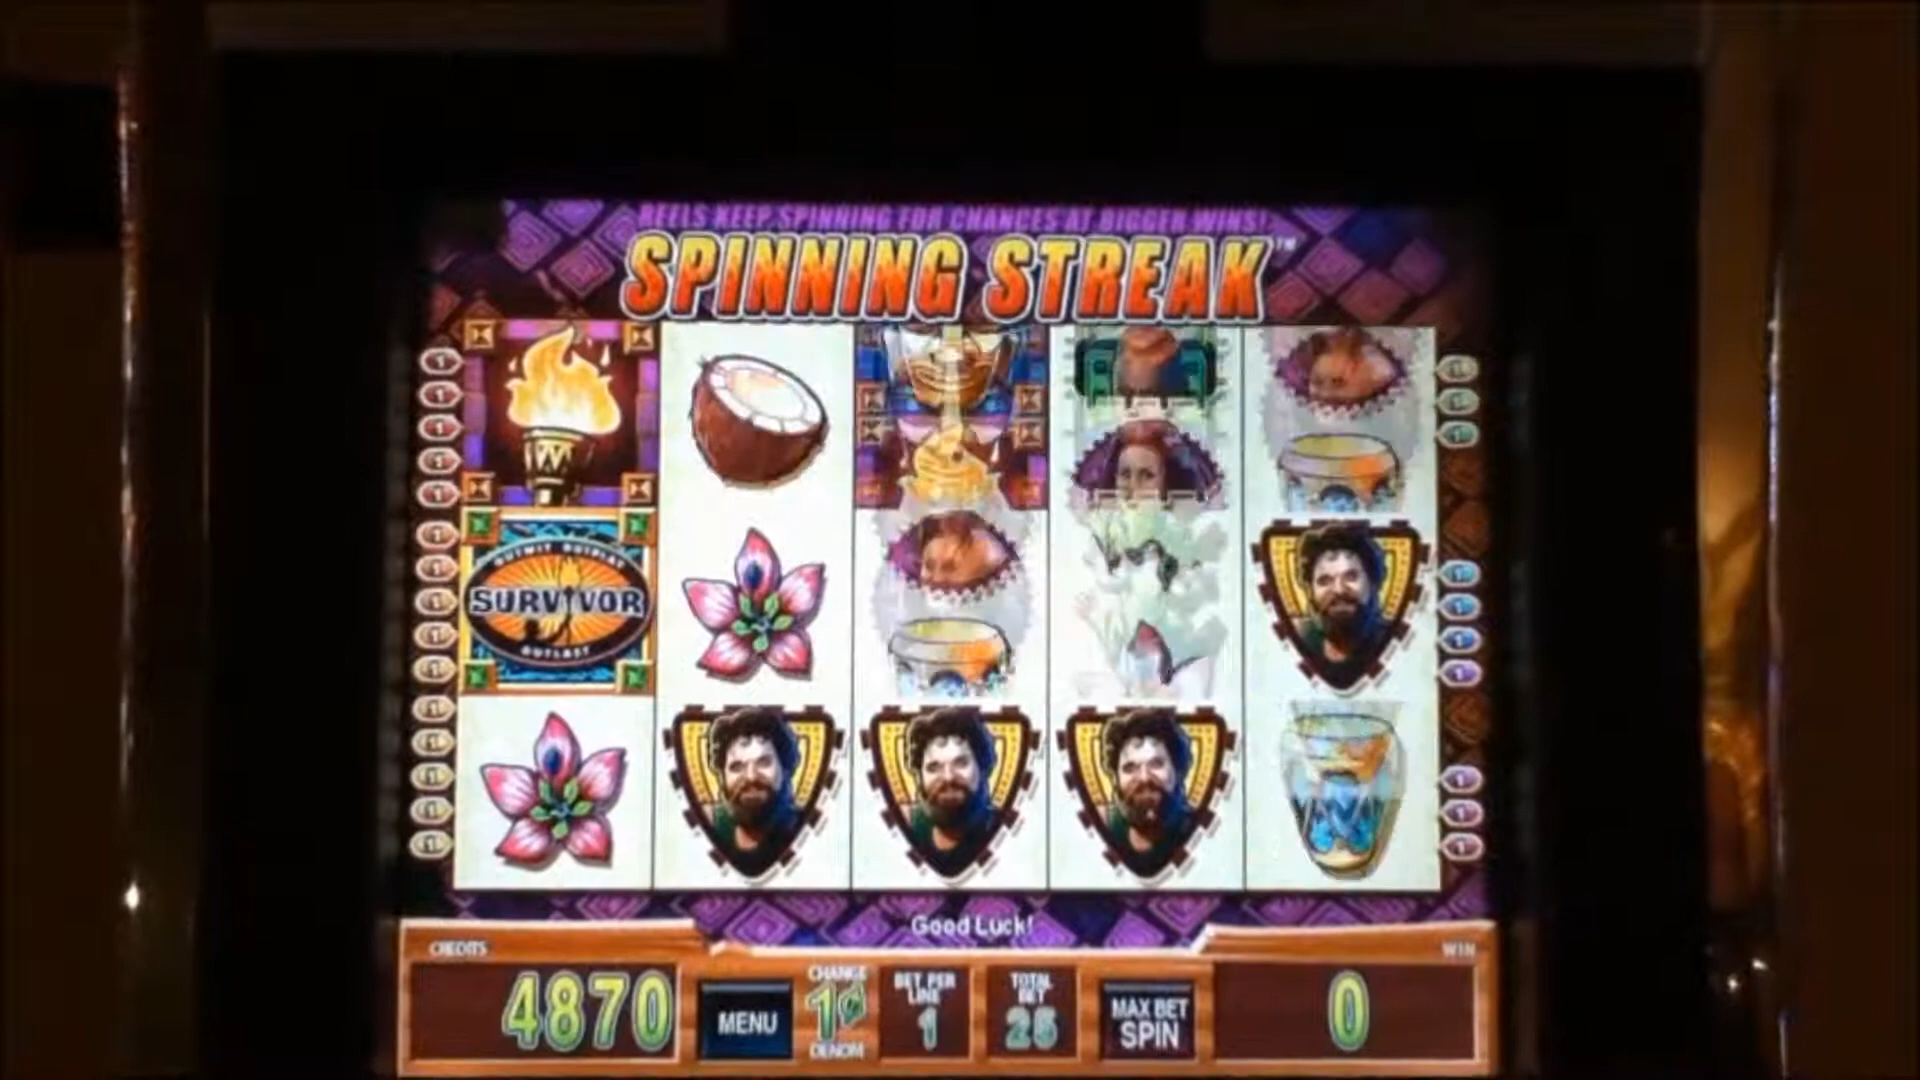 REELS KEEP SPINNING FOR CHANCES AT BIGGER WINS!
SPINNING STREAK™
OUTWIT OUTPLAY
SURVIVOR
OUTLAST
Good Luck!
CREDITS
4870
MENU
CHANGE
1¢
DENOM
BET PER
LINE
1
TOTAL
BET
25
MAX BET
SPIN
WIN
0